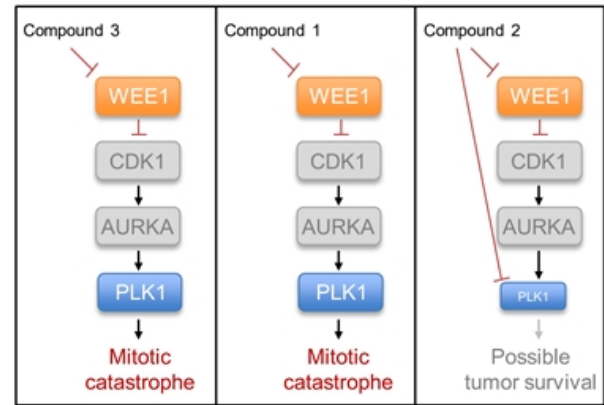 Compound 3
WEE1
CDK1
AURKA
PLK1
Mitotic
catastrophe
Compound 1
WEE1
CDK1
AURKA
PLK1
Mitotic
catastrophe
Compound 2
WEE1
CDK1
AURKA
PLK1
Possible
tumor survival